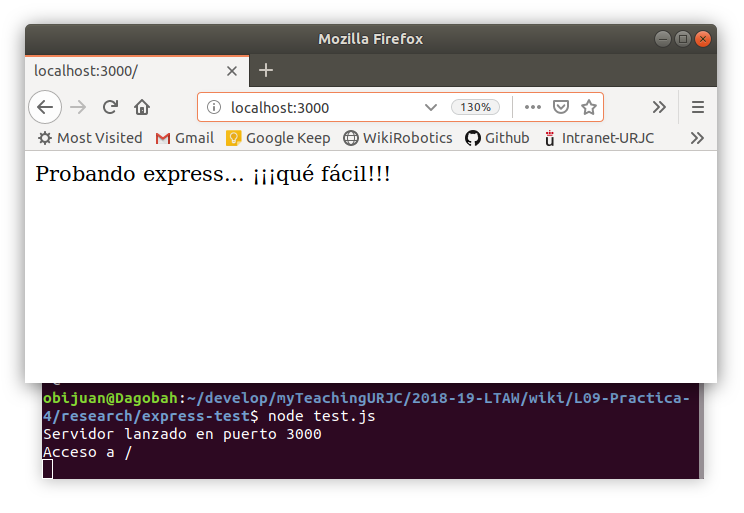 Mozilla Firefox
localhost:3000/
localhost:3000 130%
Most Visited Gmail Google Keep WikiRobotics Github Intranet-URJC
Probando express... ¡¡¡qué fácil!!!
obijuan@Dagobah:~/develop/myTeachingURJC/2018-19-LTAW/wiki/L09-Practica-
4/research/express-test$ node test.js
Servidor lanzado en puerto 3000
Acceso a /